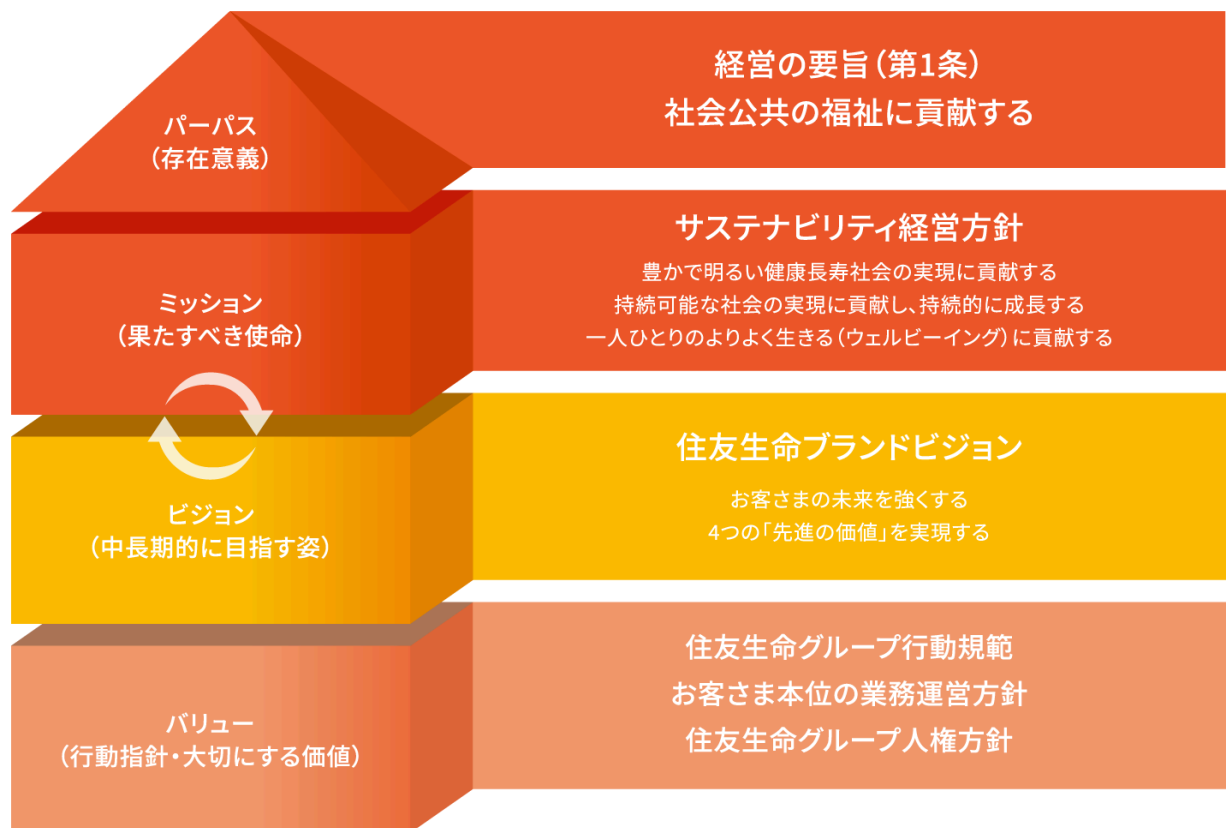 パーパス
（存在意義）
経営の要旨（第1条）
社会公共の福祉に貢献する
ミッション
（果たすべき使命）
サステナビリティ経営方針
豊かで明るい健康長寿社会の実現に貢献する
持続可能な社会の実現に貢献し、持続的に成長する
一人ひとりのよりよく生きる（ウェルビーイング）に貢献する
ビジョン
（中長期的に目指す姿）
住友生命ブランドビジョン
お客さまの未来を強くする
4つの「先進の価値」を実現する
バリュー
（行動指針・大切にする価値）
住友生命グループ行動規範
お客さま本位の業務運営方針
住友生命グループ人権方針